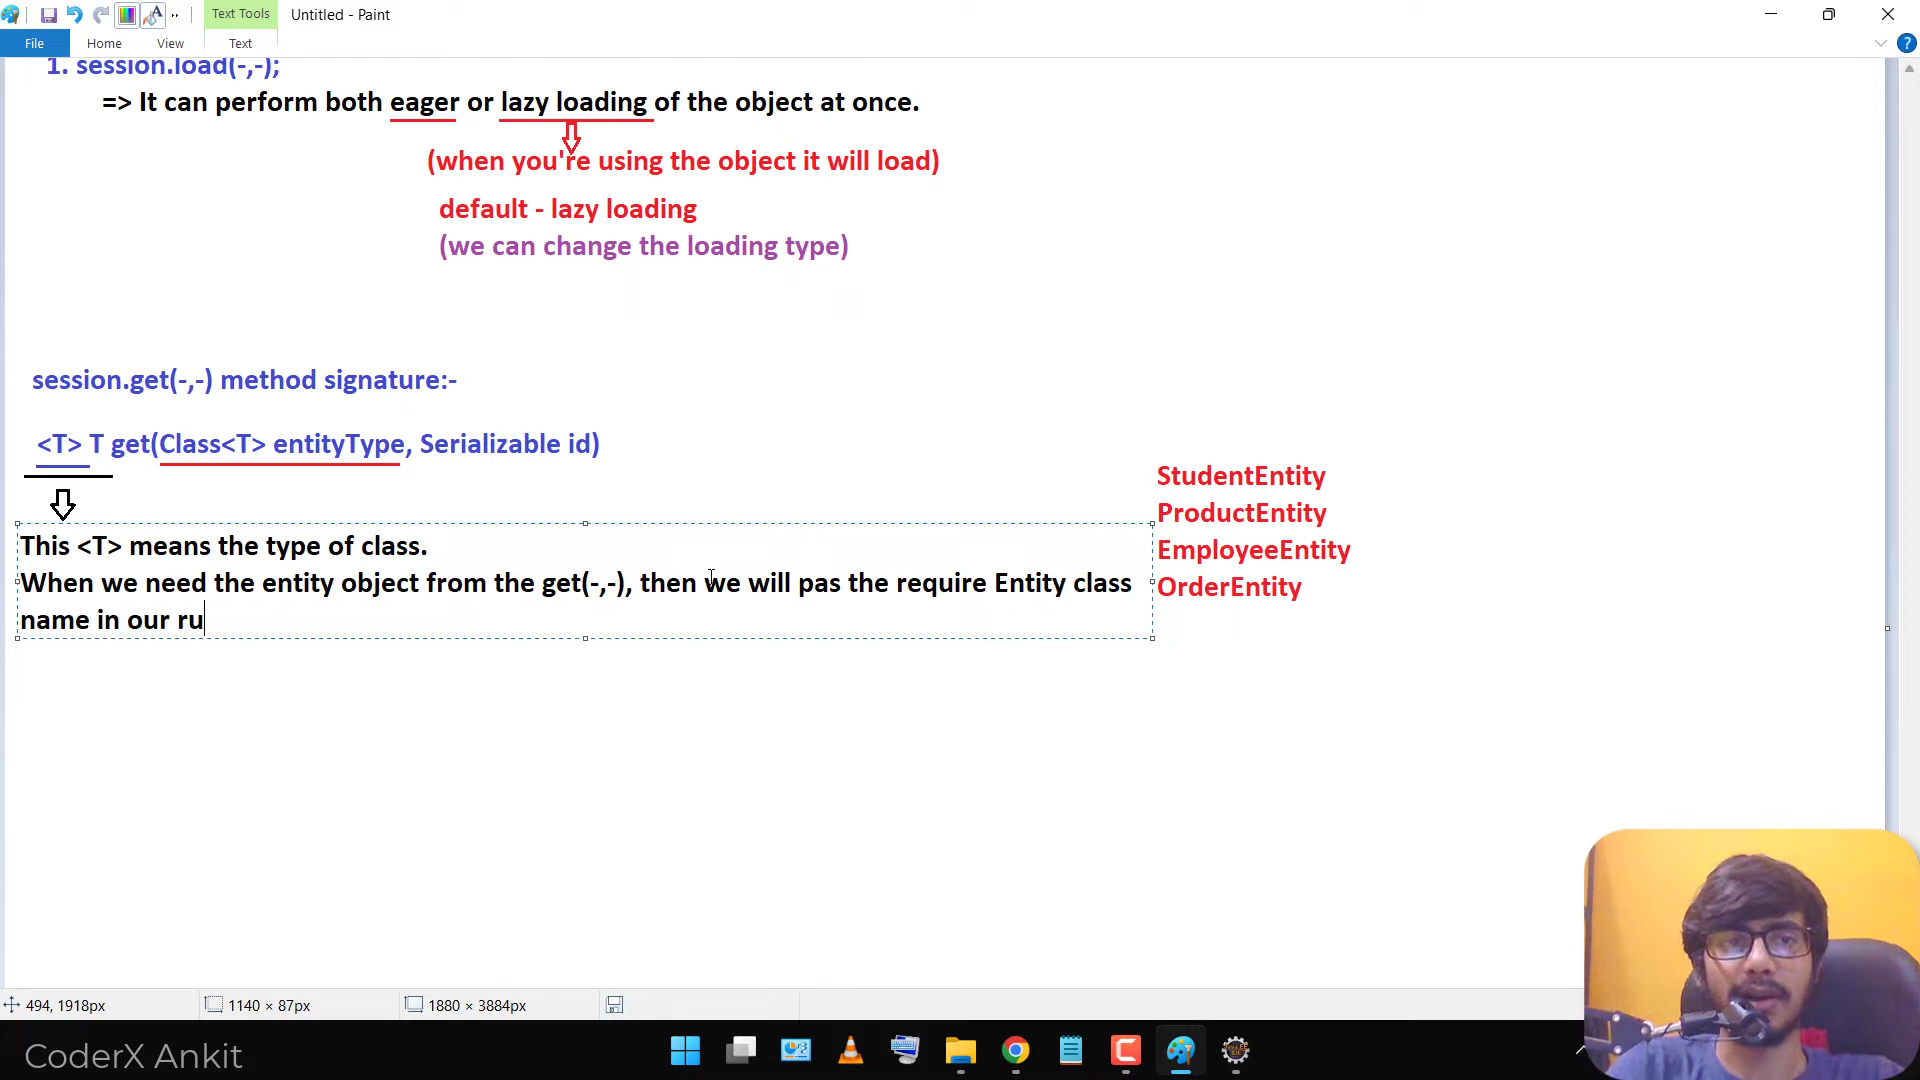 Text Tools
Untitled - Paint
File
Home
View
Text
1. session.load(-,-);
=> It can perform both eager or lazy loading of the object at once.
(when you're using the object it will load)
default - lazy loading
(we can change the loading type)
session.get(-,-) method signature:-
<T> T get(Class<T> entityType, Serializable id)
StudentEntity
ProductEntity
EmployeeEntity
OrderEntity
This <T> means the type of class.
When we need the entity object from the get(-,-), then we will pas the require Entity class
name in our ru
494, 1918px
1140 × 87px
1880 × 3884px
CoderX Ankit